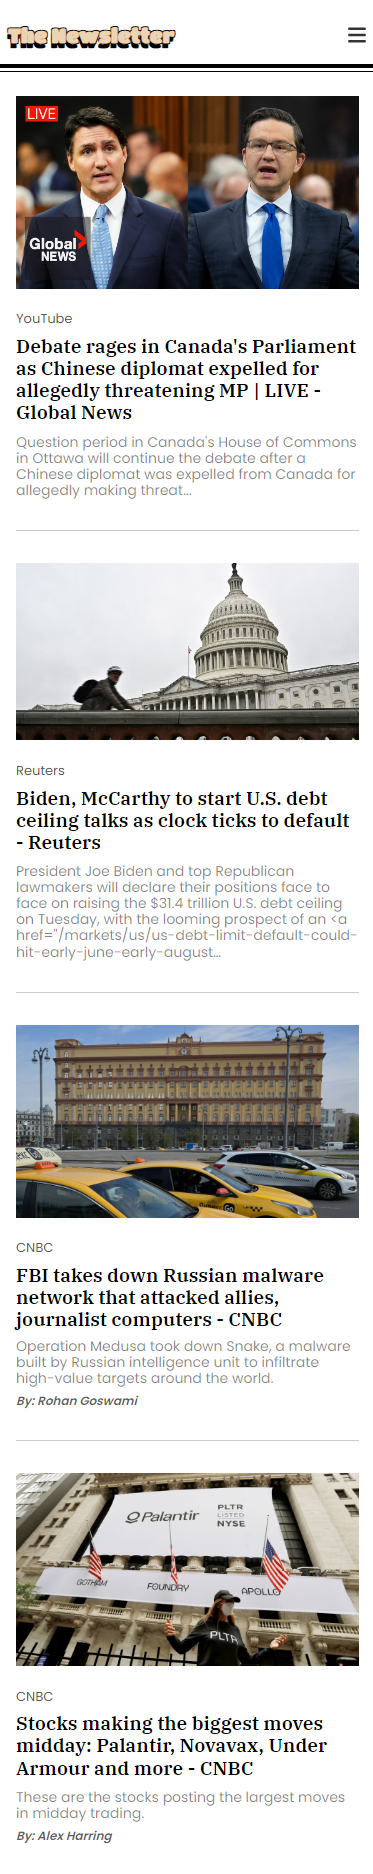 The Newsletter
LIVE
Global
NEWS
YouTube
Debate rages in Canada's Parliament
as Chinese diplomat expelled for
allegedly threatening MP | LIVE -
Global News
Question period in Canada's House of Commons
in Ottawa will continue the debate after a
Chinese diplomat was expelled from Canada for
allegedly making threat...
Reuters
Biden, McCarthy to start U.S. debt
ceiling talks as clock ticks to default
- Reuters
President Joe Biden and top Republican
lawmakers will declare their positions face to
face on raising the $31.4 trillion U.S. debt ceiling
on Tuesday, with the looming prospect of an <a
href="/markets/us/us-debt-limit-default-could-
hit-early-june-early-august…
CNBC
FBI takes down Russian malware
network that attacked allies,
journalist computers - CNBC
Operation Medusa took down Snake, a malware
built by Russian intelligence unit to infiltrate
high-value targets around the world.
By: Rohan Goswami
Palantir
PLTR
LISTED
NYSE
GOTHAM
FOUNDRY
APOLLO
PLTR
CNBC
Stocks making the biggest moves
midday: Palantir, Novavax, Under
Armour and more - CNBC
These are the stocks posting the largest moves
in midday trading.
By: Alex Harring